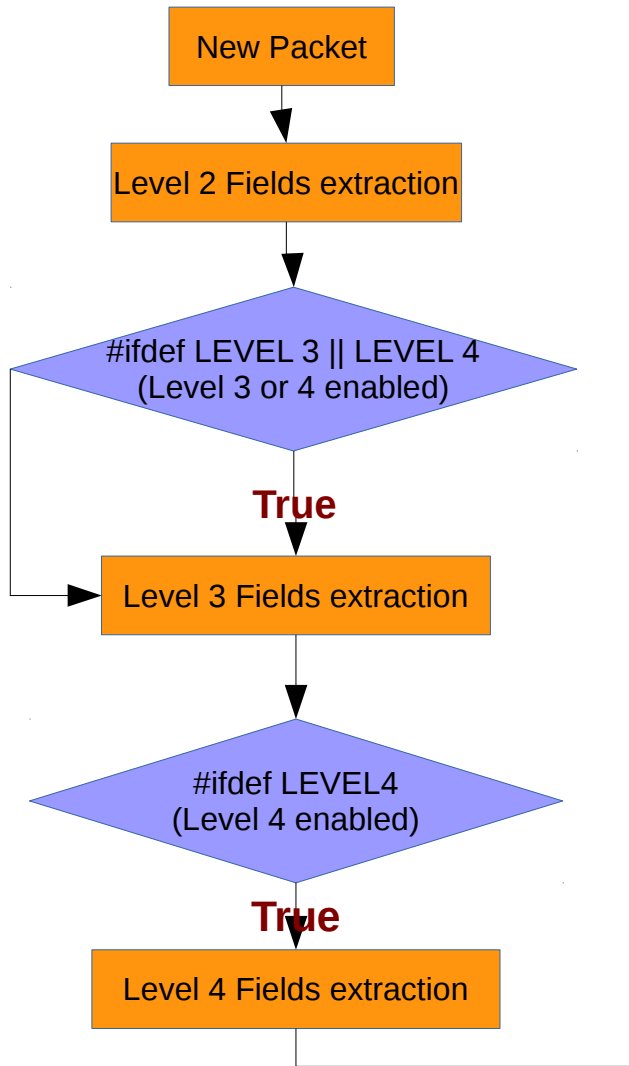 New Packet
Level 2 Fields extraction
#ifdef LEVEL 3 || LEVEL 4
(Level 3 or 4 enabled)
True
Level 3 Fields extraction
#ifdef LEVEL4
(Level 4 enabled)
True
Level 4 Fields extraction